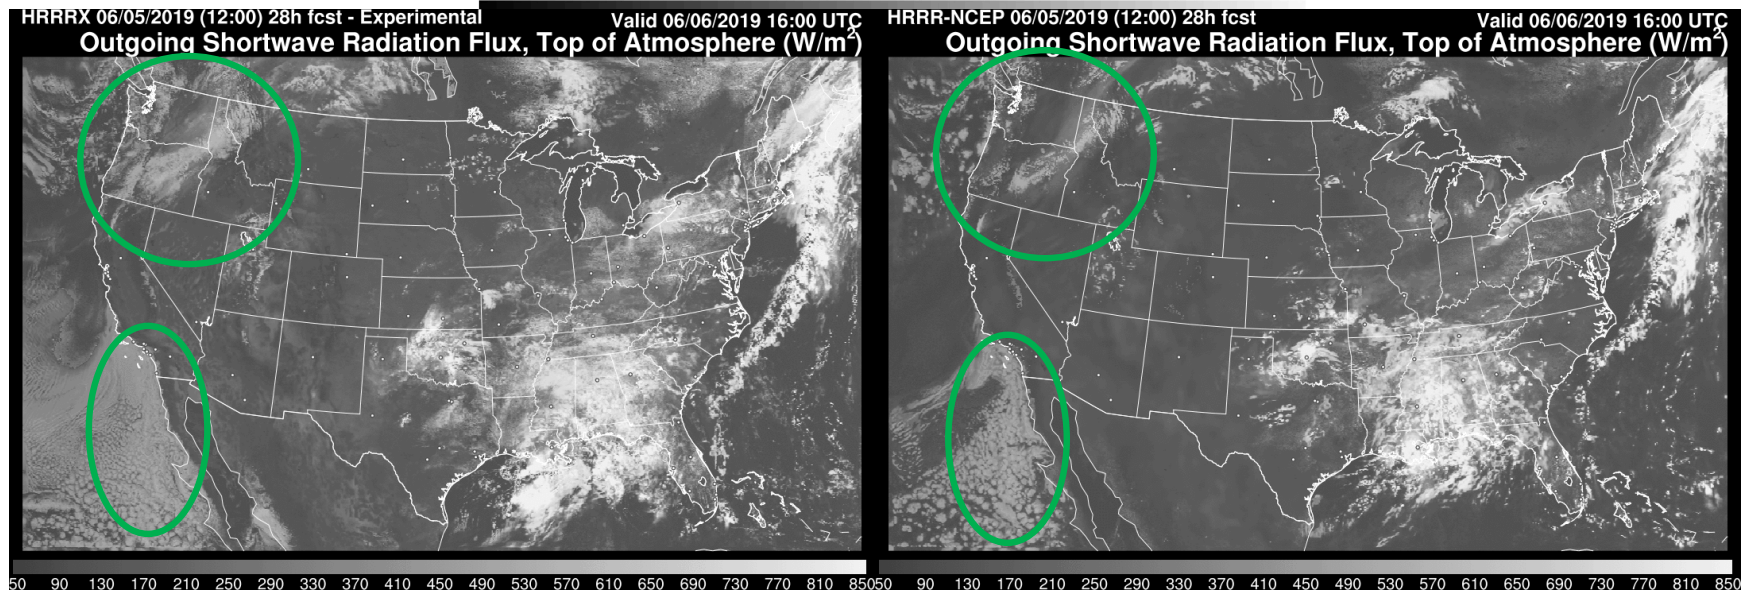 HRRRX 06/05/2019 (12:00) 28h fcst - Experimental
Valid 06/06/2019 16:00 UTC
Outgoing Shortwave Radiation Flux, Top of Atmosphere (W/m²)
50 90 130 170 210 250 290 330 370 410 450 490 530 570 610 650 690 730 770 810 850
HRRR-NCEP 06/05/2019 (12:00) 28h fcst
Valid 06/06/2019 16:00 UTC
Outgoing Shortwave Radiation Flux, Top of Atmosphere (W/m²)
50 90 130 170 210 250 290 330 370 410 450 490 530 570 610 650 690 730 770 810 850